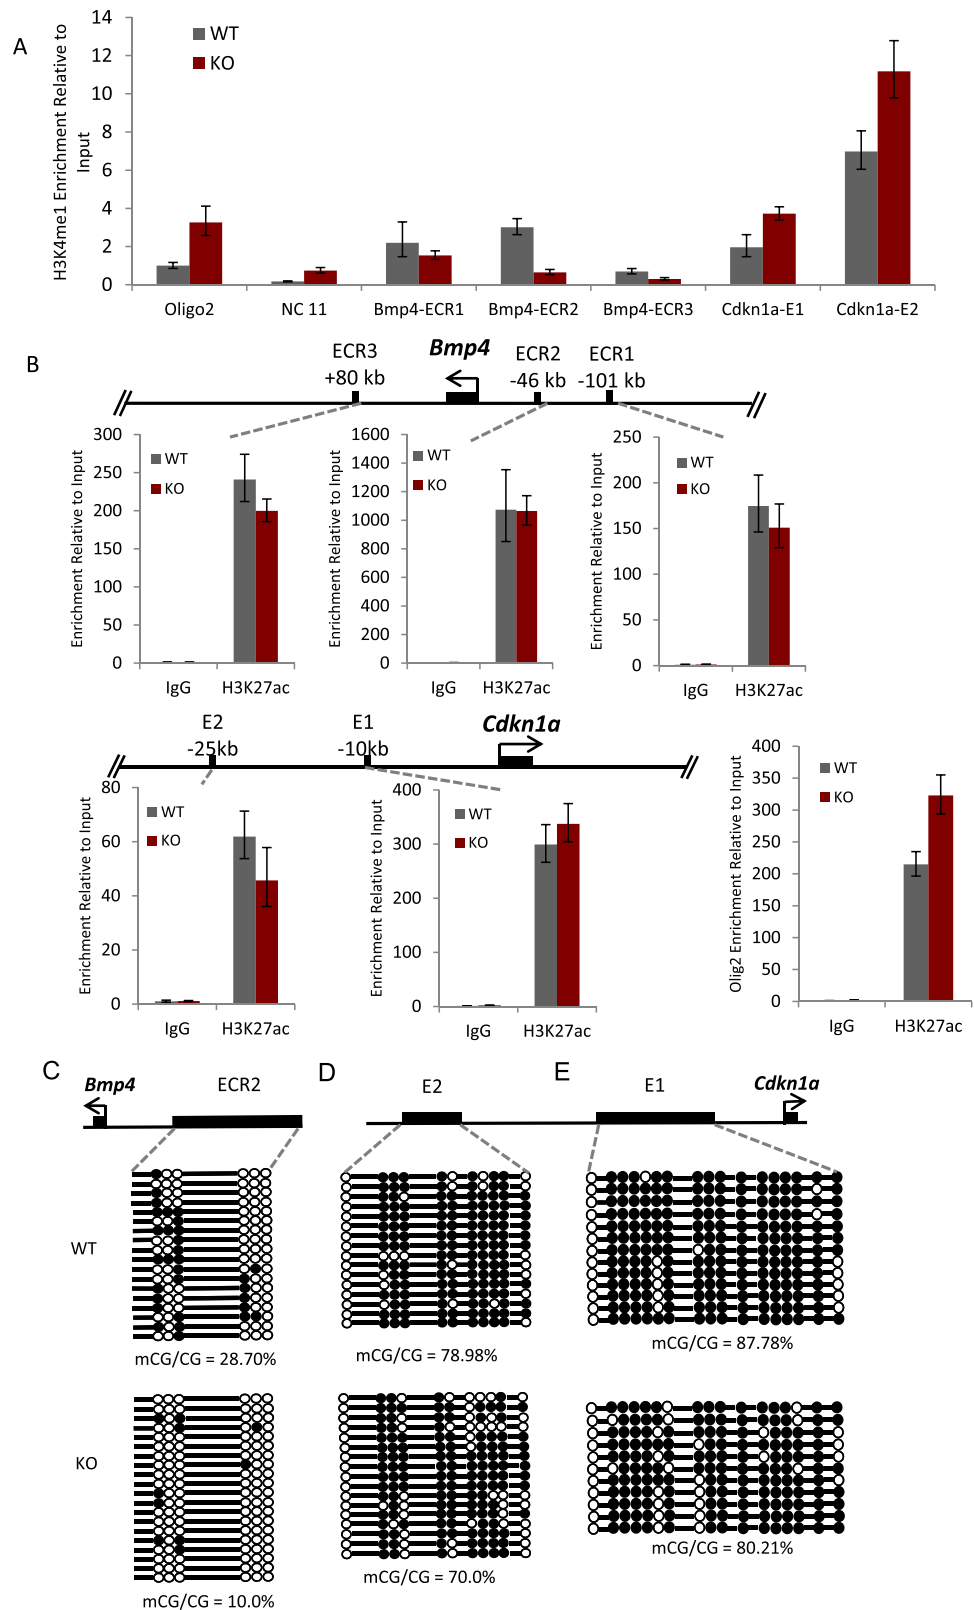 A
H3K4me1 Enrichment Relative to
Input
14
12
10
8
6
4
2
0
WT
KO
Oligo2
NC 11
Bmp4-ECR1
Bmp4-ECR2
Bmp4-ECR3
Cdkn1a-E1
Cdkn1a-E2
B
ECR3
+80 kb
Bmp4
ECR2
-46 kb
ECR1
-101 kb
Enrichment Relative to Input
300
250
200
150
100
50
0
WT
KO
IgG
H3K27ac
Enrichment Relative to Input
1600
1400
1200
1000
800
600
400
200
0
WT
KO
IgG
H3K27ac
Enrichment Relative to Input
250
200
150
100
50
0
WT
KO
IgG
H3K27ac
E2
-25kb
E1
-10kb
Cdkn1a
Enrichment Relative to Input
80
60
40
20
0
WT
KO
IgG
H3K27ac
Enrichment Relative to Input
400
300
200
100
0
WT
KO
IgG
H3K27ac
Olig2 Enrichment Relative to Input
400
350
300
250
200
150
100
50
0
WT
KO
IgG
H3K27ac
C
Bmp4
ECR2
D
E2
E
E1
Cdkn1a
WT
mCG/CG = 28.70%
mCG/CG = 78.98%
mCG/CG = 87.78%
KO
mCG/CG = 10.0%
mCG/CG = 70.0%
mCG/CG = 80.21%